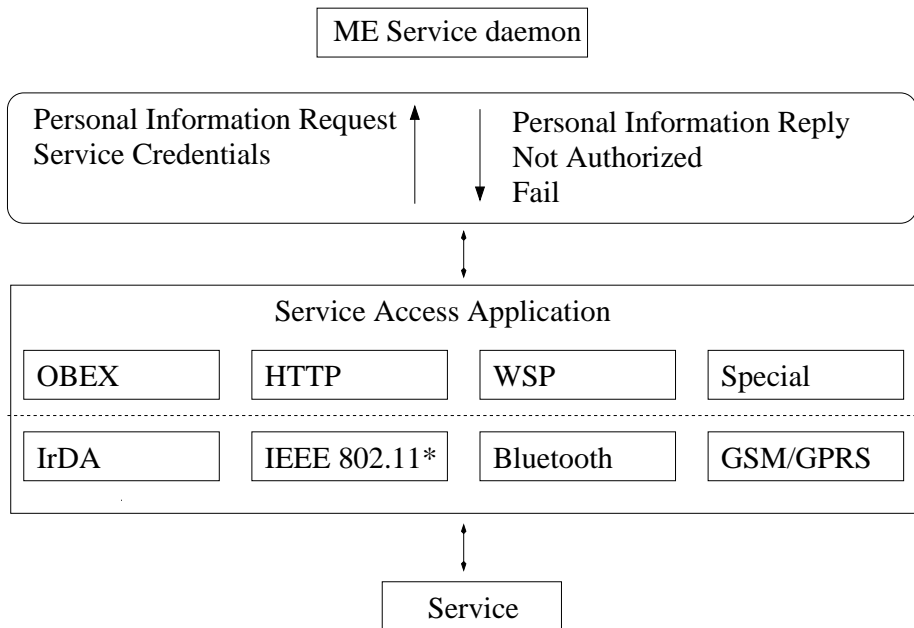 ME Service daemon
Personal Information Request
Service Credentials
Personal Information Reply
Not Authorized
Fail
Service Access Application
OBEX
HTTP
WSP
Special
IrDA
IEEE 802.11*
Bluetooth
GSM/GPRS
Service